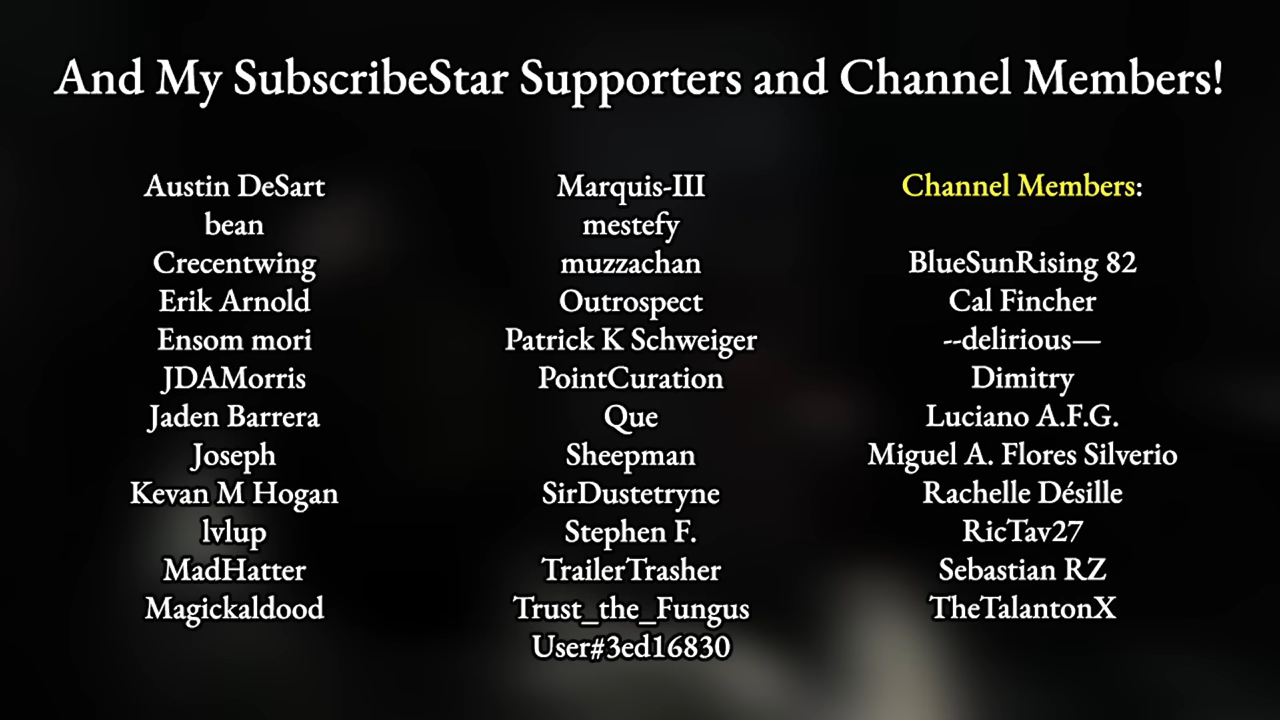 And My SubscribeStar Supporters and Channel Members!
Austin DeSart
bean
Crecentwing
Erik Arnold
Ensom mori
JDAMorris
Jaden Barrera
Joseph
Kevan M Hogan
lvlup
MadHatter
Magickaldood
Marquis-III
mestefy
muzzachan
Outrospect
Patrick K Schweiger
PointCuration
Que
Sheepman
SirDustetryne
Stephen F.
TrailerTrasher
Trust_the_Fungus
User#3ed16830
Channel Members:
BlueSunRising 82
Cal Fincher
--delirious—
Dimitry
Luciano A.F.G.
Miguel A. Flores Silverio
Rachelle Désille
RicTav27
Sebastian RZ
TheTalantonX